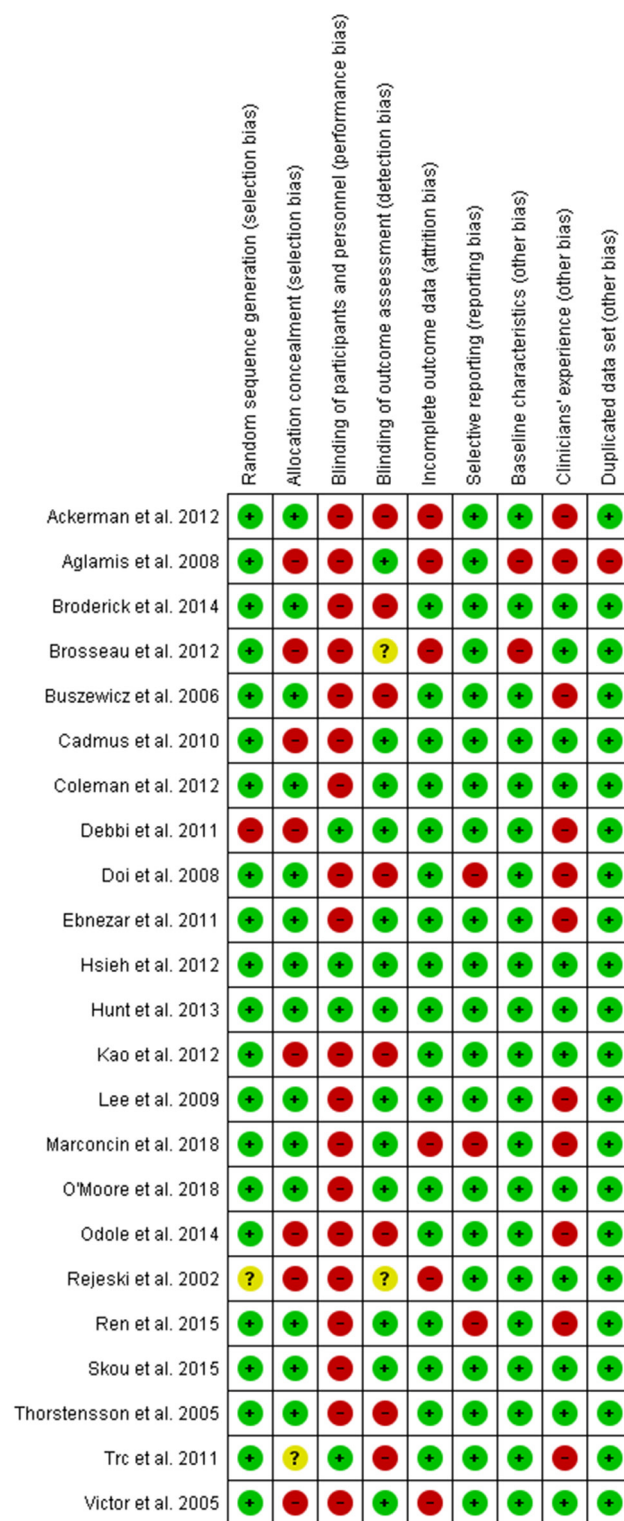 Random sequence generation (selection bias)
Allocation concealment (selection bias)
Blinding of participants and personnel (performance bias)
Blinding of outcome assessment (detection bias)
Incomplete outcome data (attrition bias)
Selective reporting (reporting bias)
Baseline characteristics (other bias)
Clinicians' experience (other bias)
Duplicated data set (other bias)
Ackerman et al. 2012 + + - - - + + - +
Aglamis et al. 2008 + - - + - + - - -
Broderick et al. 2014 + + - - + + + + +
Brosseau et al. 2012 + - - ? - + - + +
Buszewicz et al. 2006 + + - - + + + - +
Cadmus et al. 2010 + - - + + + + + +
Coleman et al. 2012 + + - + + + + + +
Debbi et al. 2011 - - + + + + + - +
Doi et al. 2008 + + - - + - + - +
Ebnezar et al. 2011 + + - + + + + - +
Hsieh et al. 2012 + + + + + + + + +
Hunt et al. 2013 + + + + + + + + +
Kao et al. 2012 + - - - + + + + +
Lee et al. 2009 + + - + + + + - +
Marconcin et al. 2018 + + - + - - + - +
O'Moore et al. 2018 + + - + + + + + +
Odole et al. 2014 + - - - + + + - +
Rejeski et al. 2002 ? - - ? - + + + +
Ren et al. 2015 + + - + + - + - +
Skou et al. 2015 + + - + + + + + +
Thorstensson et al. 2005 + + - - + + + + +
Trc et al. 2011 + ? + - + + + - +
Victor et al. 2005 + - - + - + + + +